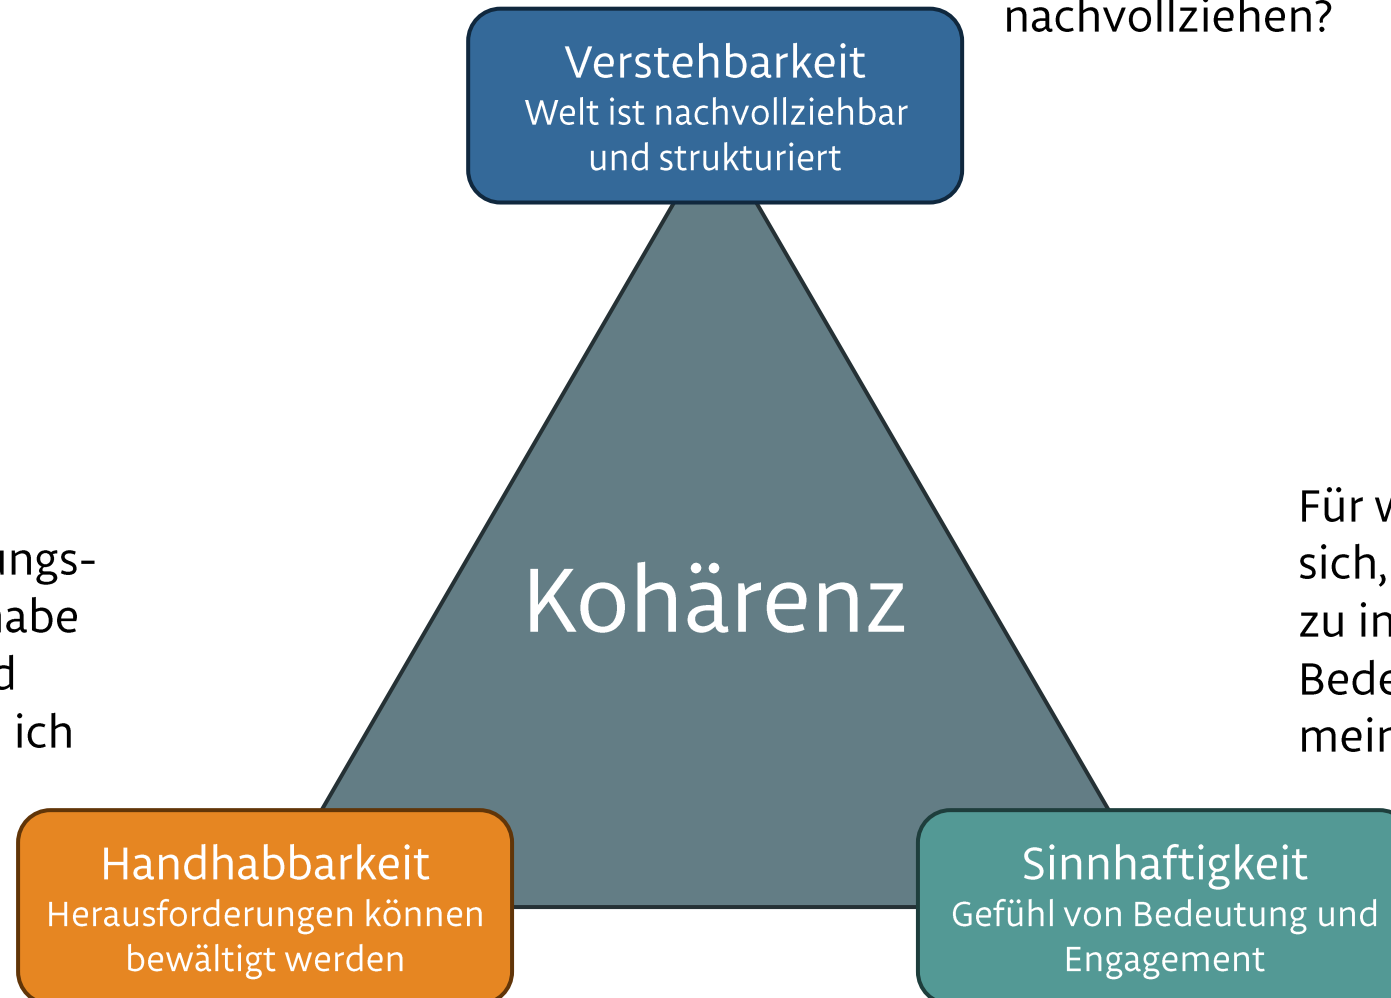 nachvollziehen?
Verstehbarkeit
Welt ist nachvollziehbar
und strukturiert
ich
Kohärenz
Für
sich,
zu
Handhabbarkeit
Herausforderungen können
bewältigt werden
Sinnhaftigkeit
Gefühl von Bedeutung und
Engagement